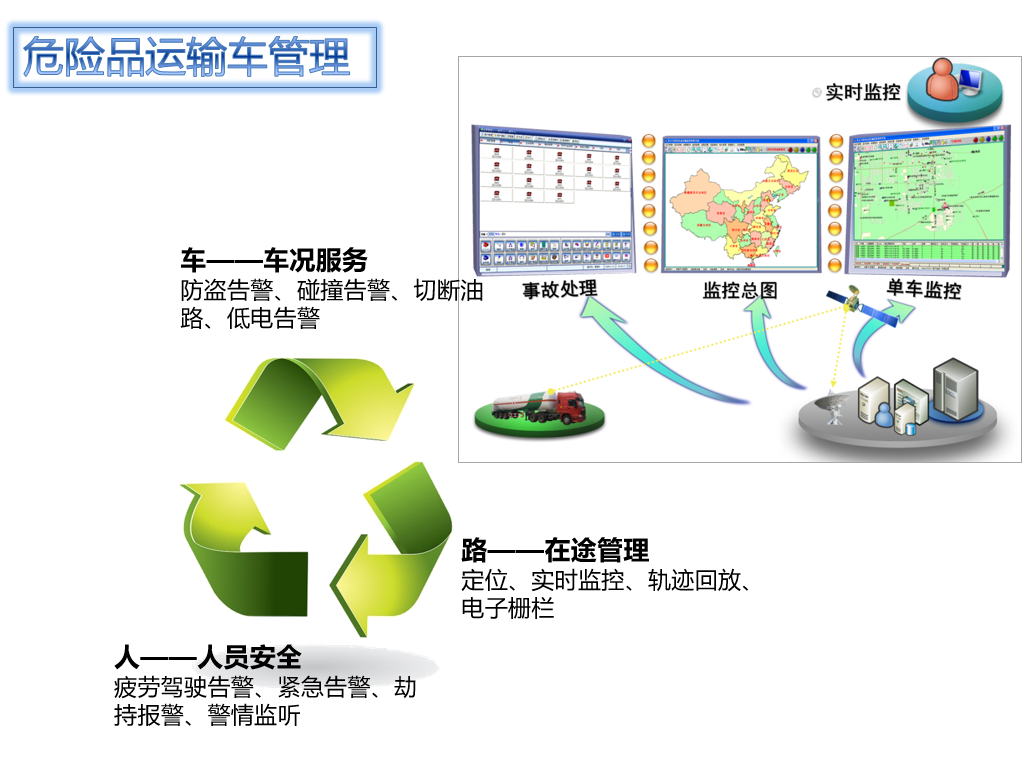 危险品运输车管理
实时监控
事故处理
监控总图
单车监控
车——车况服务
防盗告警、碰撞告警、切断油
路、低电告警
路——在途管理
定位、实时监控、轨迹回放、
电子栅栏
人——人员安全
疲劳驾驶告警、紧急告警、劫
持报警、警情监听